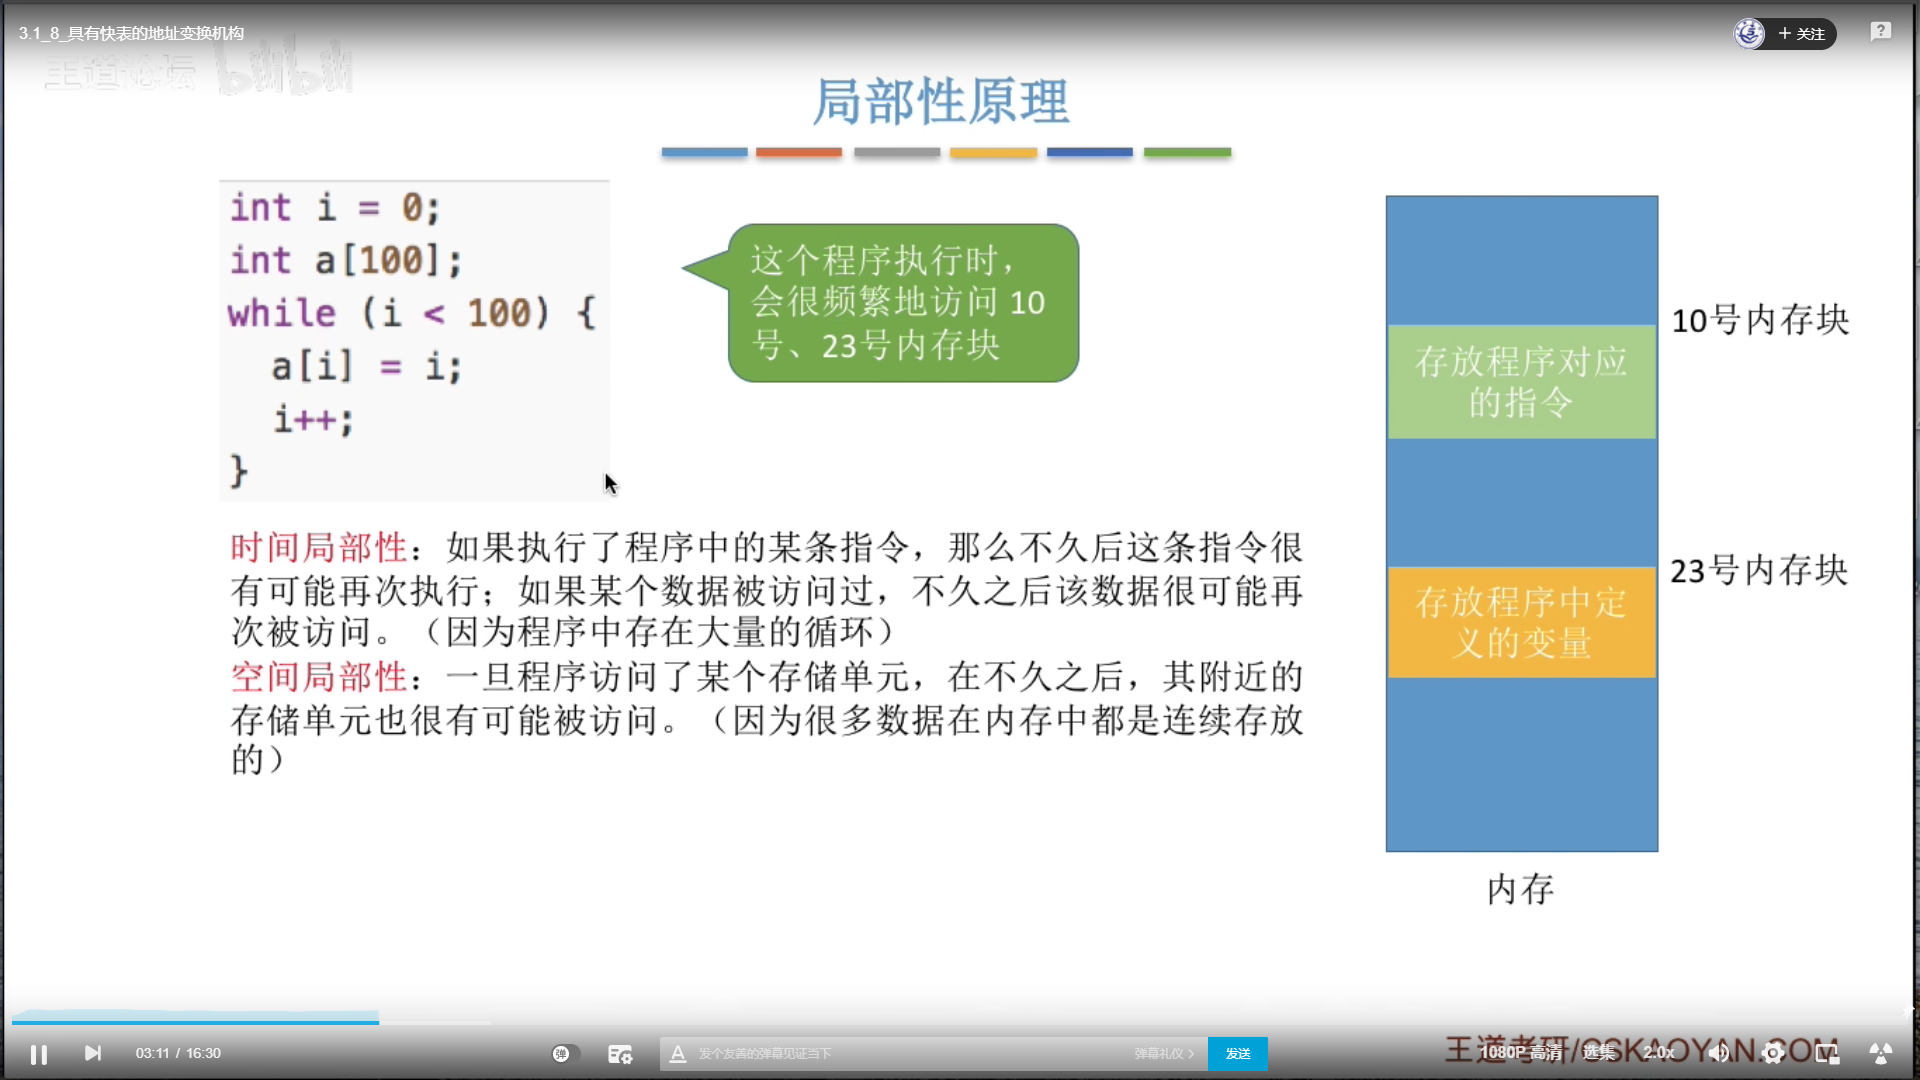 3.1_8_具有快表的地址变换机构
+ 关注
王道论坛 bilibili
局部性原理
int i = 0;
int a[100];
while (i < 100) {
a[i] = i;
i++;
}
这个程序执行时，
会很频繁地访问 10
号、23号内存块
10号内存块
存放程序对应
的指令
23号内存块
存放程序中定
义的变量
内存
时间局部性：如果执行了程序中的某条指令，那么不久后这条指令很
有可能再次执行；如果某个数据被访问过，不久之后该数据很可能再
次被访问。（因为程序中存在大量的循环）
空间局部性：一旦程序访问了某个存储单元，在不久之后，其附近的
存储单元也很有可能被访问。（因为很多数据在内存中都是连续存放
的）
王道考研/CSKAOYAN.COM
03:11 / 16:30
弹
A 发个友善的弹幕见证当下
弹幕礼仪 >
发送
1080P 高清
选集
2.0x